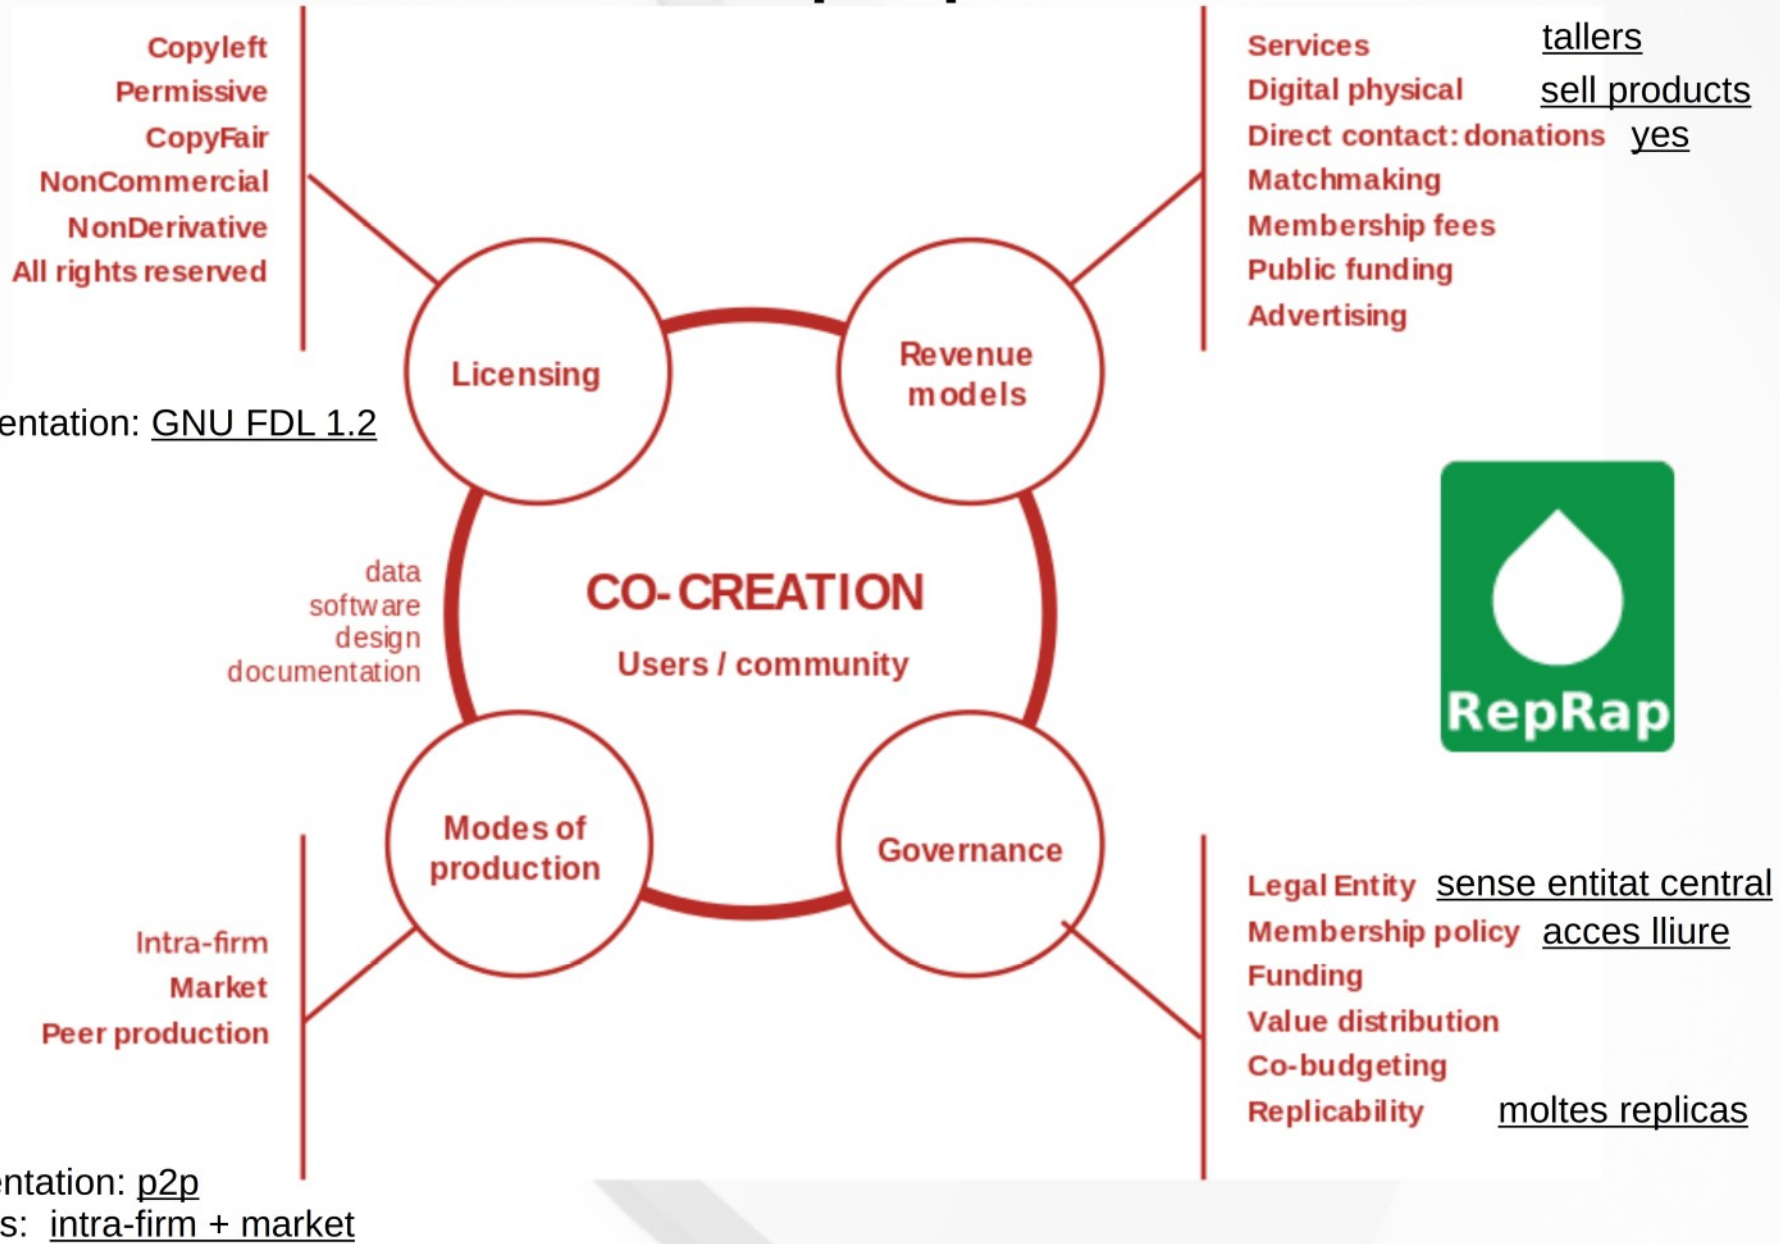 Copyleft
Permissive
CopyFair
NonCommercial
NonDerivative
All rights reserved
Services tallers
Digital physical sell products
Direct contact: donations yes
Matchmaking
Membership fees
Public funding
Advertising
Licensing
Revenue
models
entation: GNU FDL 1.2
data
software
design
documentation
CO-CREATION
Users / community
RepRap
Modes of
production
Governance
Intra-firm
Market
Peer production
Legal Entity sense entitat central
Membership policy acces lliure
Funding
Value distribution
Co-budgeting
Replicability moltes replicas
entation: p2p
s: intra-firm + market